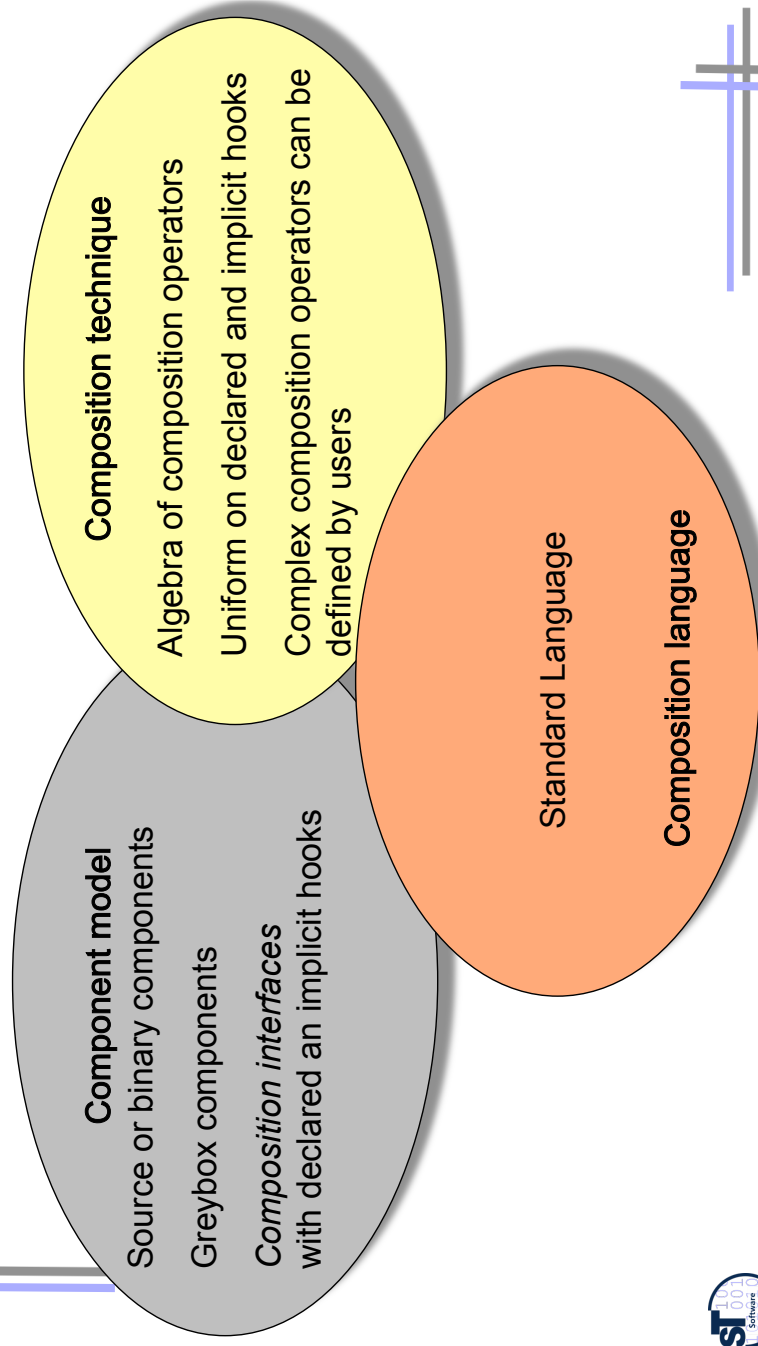 Component model
Source or binary components
Greybox components
Composition interfaces
with declared an implicit hooks
Composition technique
Algebra of composition operators
Uniform on declared and implicit hooks
Complex composition operators can be
defined by users
Standard Language
Composition language
ST
Software